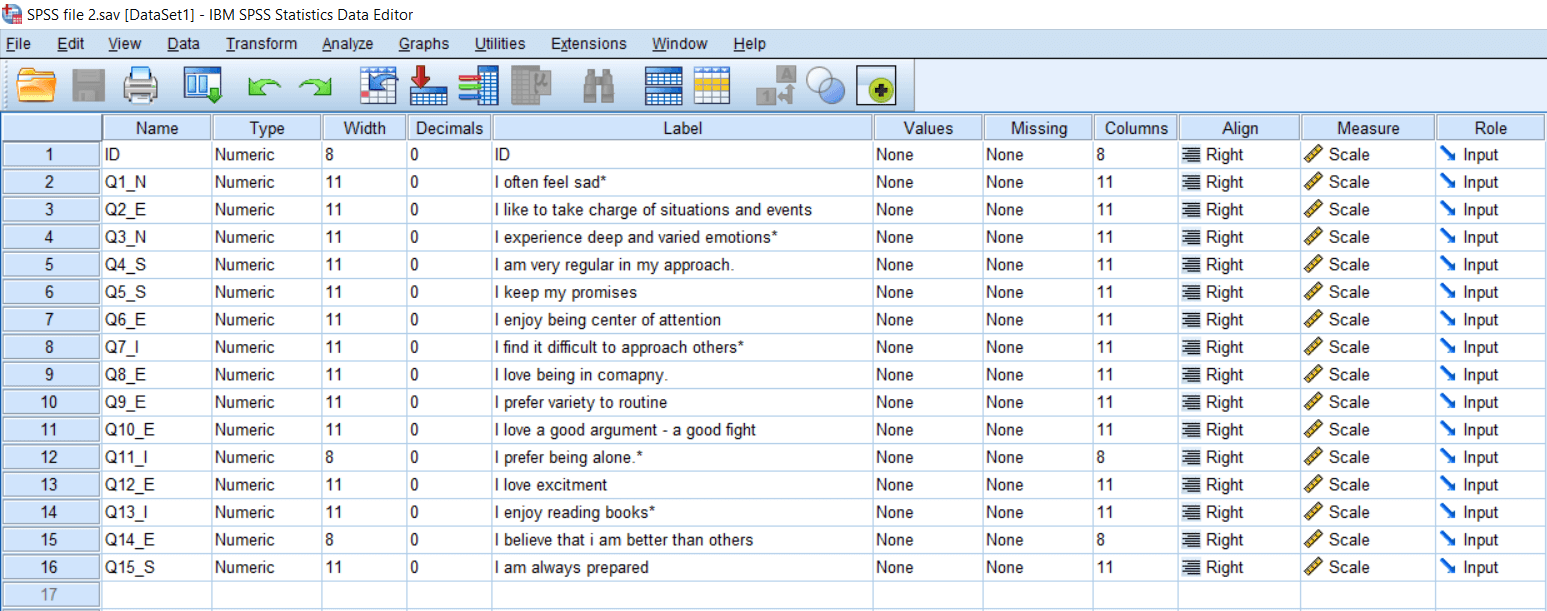 SPSS file 2.sav [DataSet1] - IBM SPSS Statistics Data Editor
File Edit View Data Transform Analyze Graphs Utilities Extensions Window Help
Name Type Width Decimals Label Values Missing Columns Align Measure Role
1 ID Numeric 8 0 ID None None 8 Right Scale Input
2 Q1_N Numeric 11 0 I often feel sad* None None 11 Right Scale Input
3 Q2_E Numeric 11 0 I like to take charge of situations and events None None 11 Right Scale Input
4 Q3_N Numeric 11 0 I experience deep and varied emotions* None None 11 Right Scale Input
5 Q4_S Numeric 11 0 I am very regular in my approach. None None 11 Right Scale Input
6 Q5_S Numeric 11 0 I keep my promises None None 11 Right Scale Input
7 Q6_E Numeric 11 0 I enjoy being center of attention None None 11 Right Scale Input
8 Q7_I Numeric 11 0 I find it difficult to approach others* None None 11 Right Scale Input
9 Q8_E Numeric 11 0 I love being in comapny. None None 11 Right Scale Input
10 Q9_E Numeric 11 0 I prefer variety to routine None None 11 Right Scale Input
11 Q10_E Numeric 11 0 I love a good argument - a good fight None None 11 Right Scale Input
12 Q11_I Numeric 8 0 I prefer being alone.* None None 8 Right Scale Input
13 Q12_E Numeric 11 0 I love excitment None None 11 Right Scale Input
14 Q13_I Numeric 11 0 I enjoy reading books* None None 11 Right Scale Input
15 Q14_E Numeric 8 0 I believe that i am better than others None None 8 Right Scale Input
16 Q15_S Numeric 11 0 I am always prepared None None 11 Right Scale Input
17